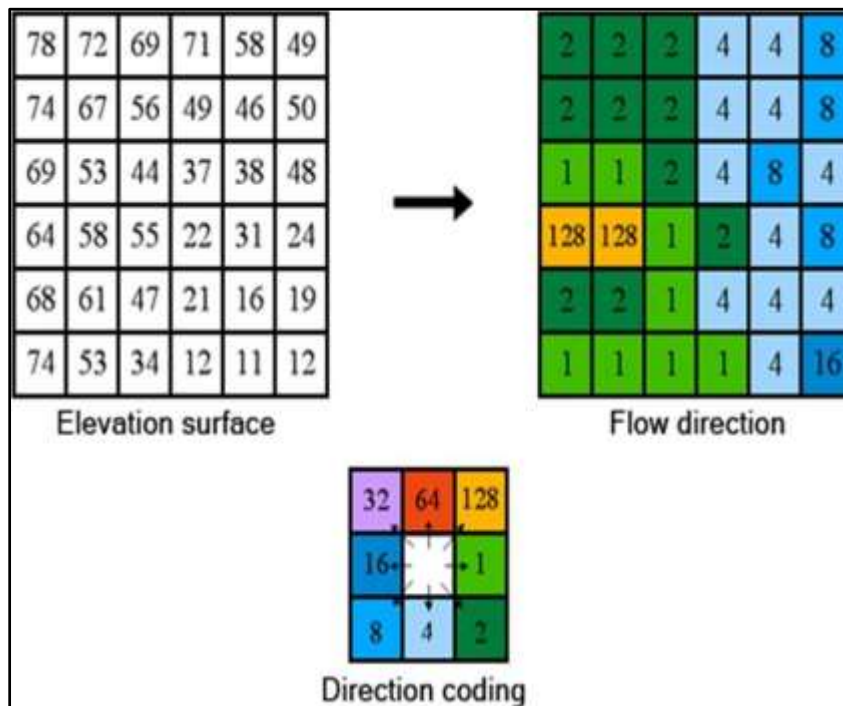 78 72 69 71 58 49 2 2 2 4 4 8
74 67 56 49 46 50 2 2 2 4 4 8
69 53 44 37 38 48 1 1 2 4 8 4
64 58 55 22 31 24 128 128 1 2 4 8
68 61 47 21 16 19 2 2 1 4 4 4
74 53 34 12 11 12 1 1 1 1 4 16
Elevation surface Flow direction
32 64 128
16 1
8 4 2
Direction coding